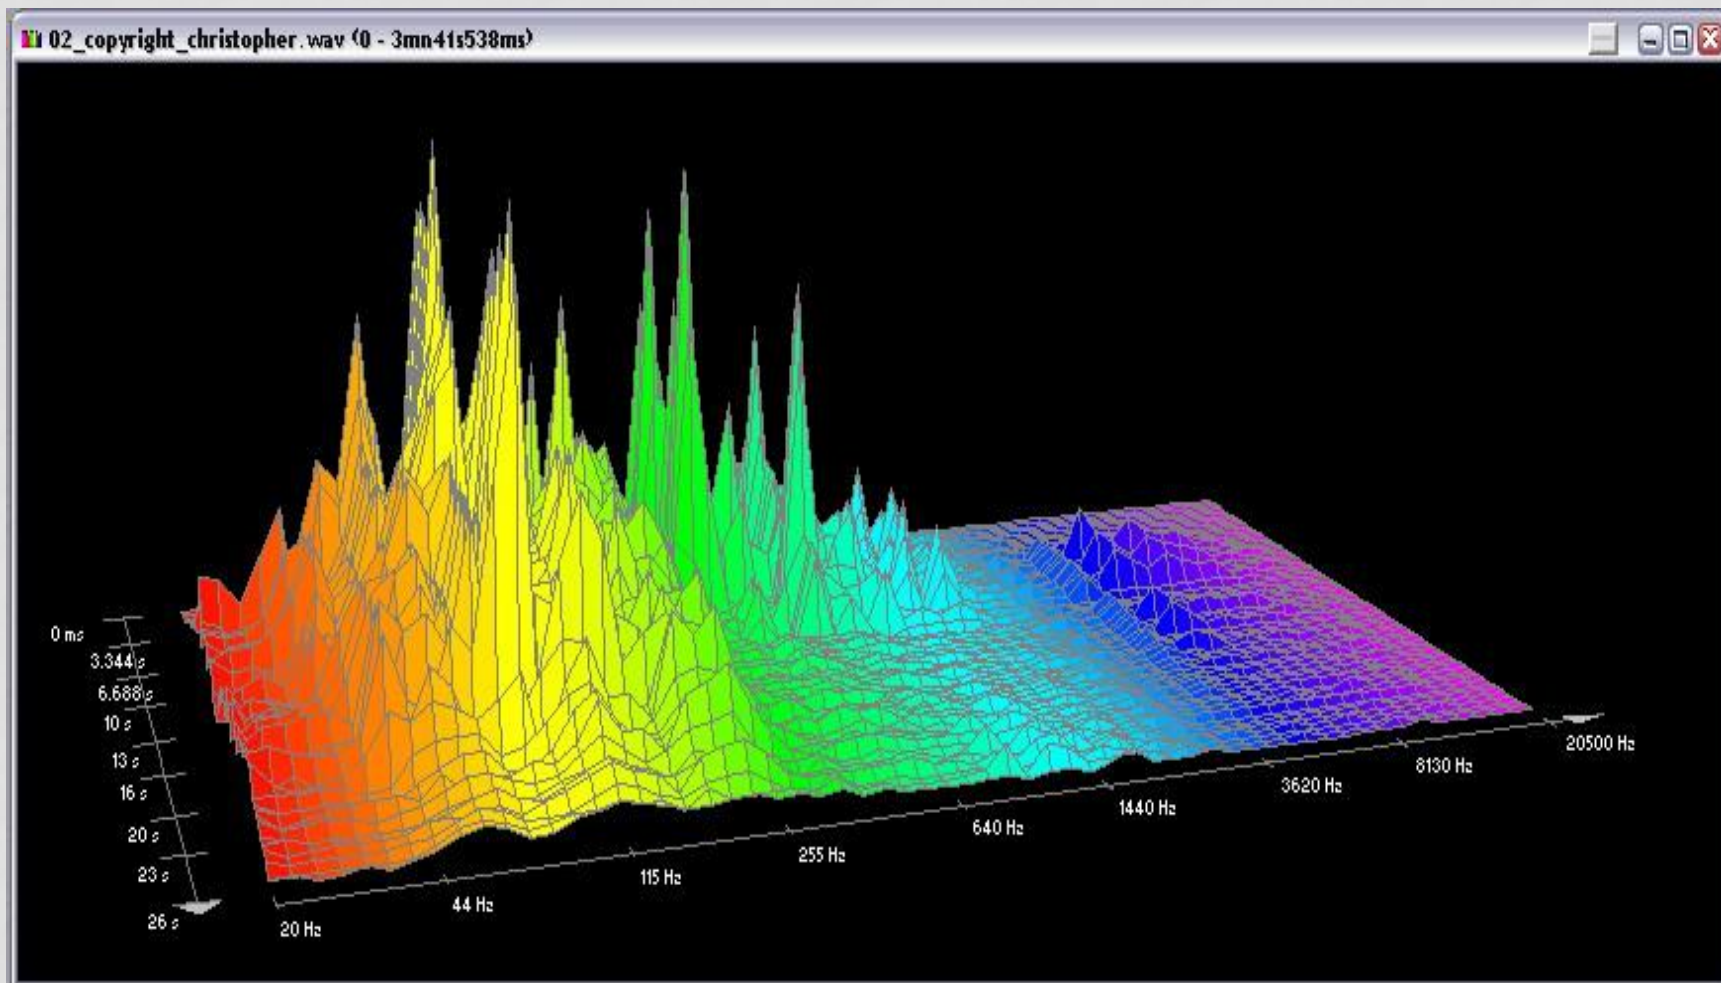 02_copyright_christopher.wav (0 - 3mn41s538ms)
0 ms
3.344 s
6.688 s
10 s
13 s
16 s
20 s
23 s
26 s
20 Hz
44 Hz
115 Hz
255 Hz
640 Hz
1440 Hz
3620 Hz
8130 Hz
20500 Hz